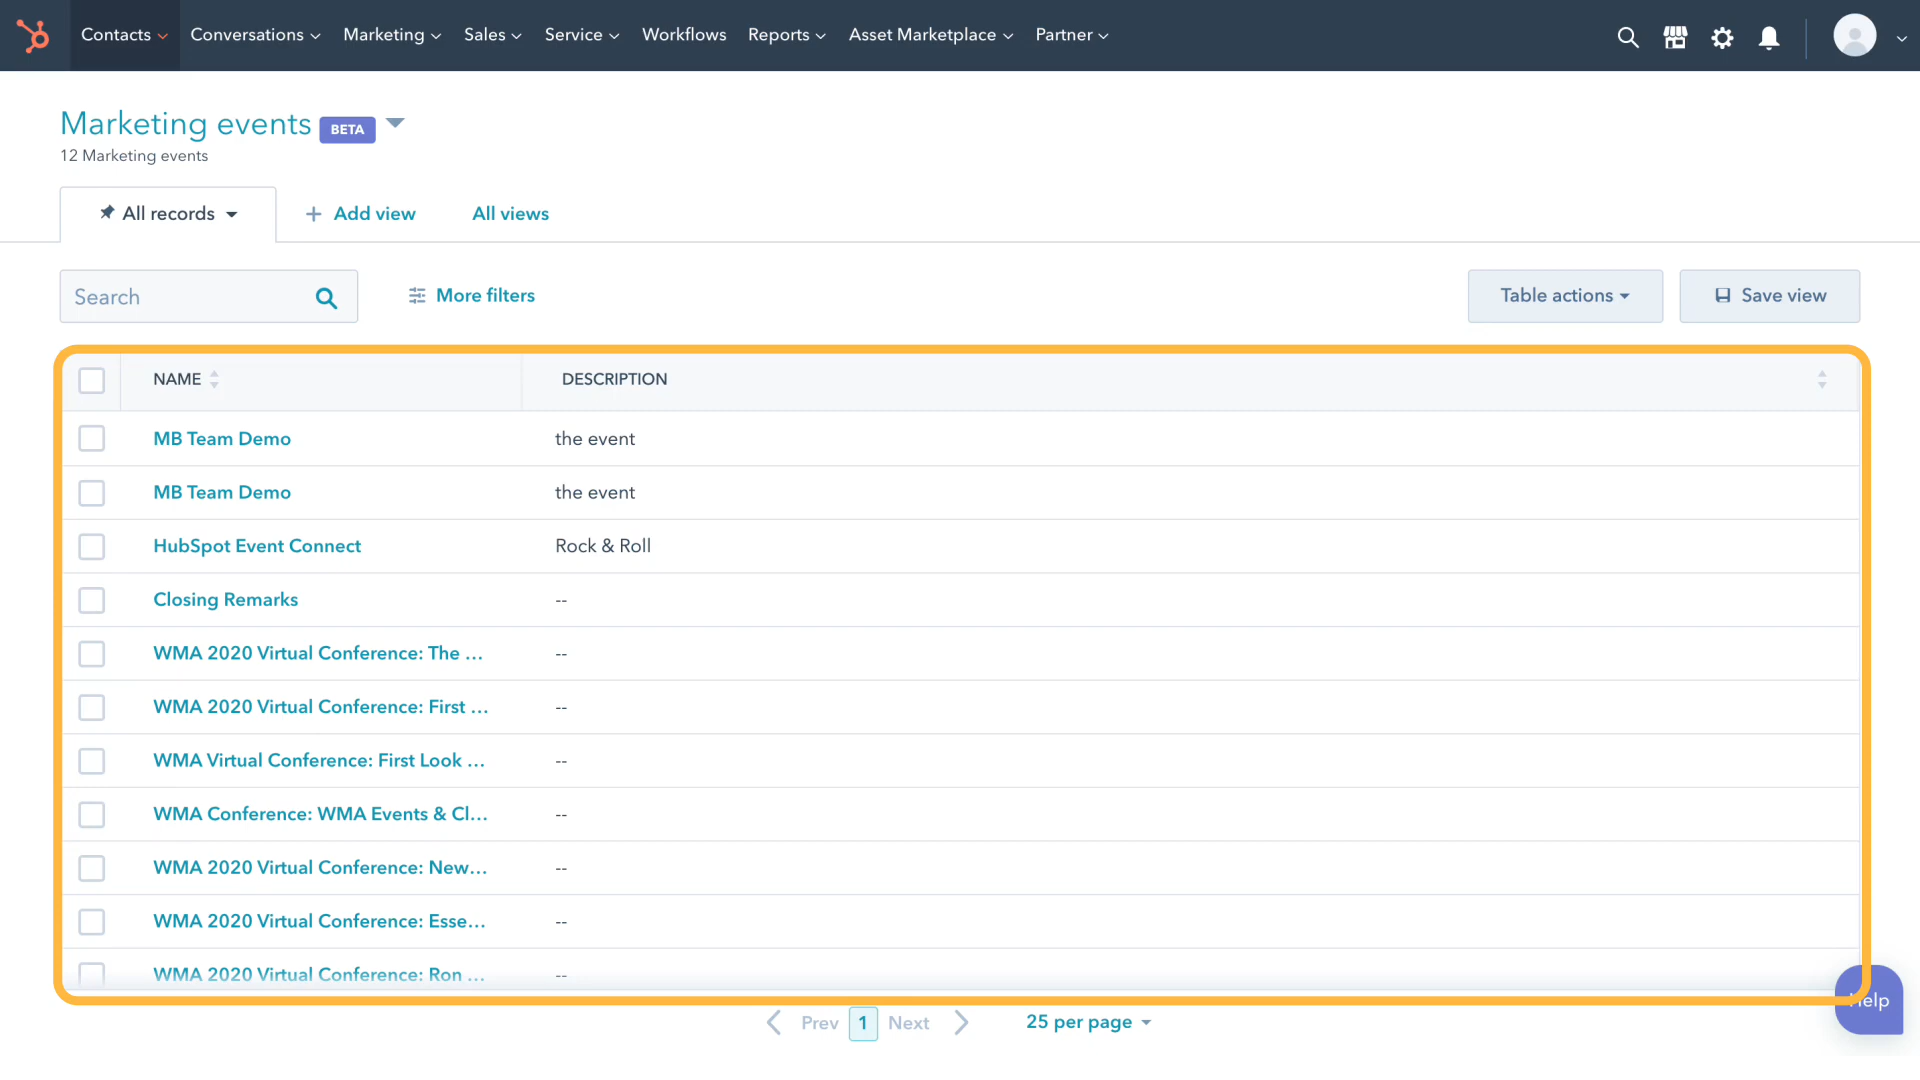 Contacts Conversations Marketing Sales Service Workflows Reports Asset Marketplace Partner
Marketing events BETA
12 Marketing events
All records + Add view All views
Search More filters Table actions Save view
NAME DESCRIPTION
MB Team Demo the event
MB Team Demo the event
HubSpot Event Connect Rock & Roll
Closing Remarks --
WMA 2020 Virtual Conference: The ... --
WMA 2020 Virtual Conference: First ... --
WMA Virtual Conference: First Look ... --
WMA Conference: WMA Events & Cl... --
WMA 2020 Virtual Conference: New... --
WMA 2020 Virtual Conference: Esse... --
WMA 2020 Virtual Conference: Ron ... --
Help
Prev 1 Next 25 per page